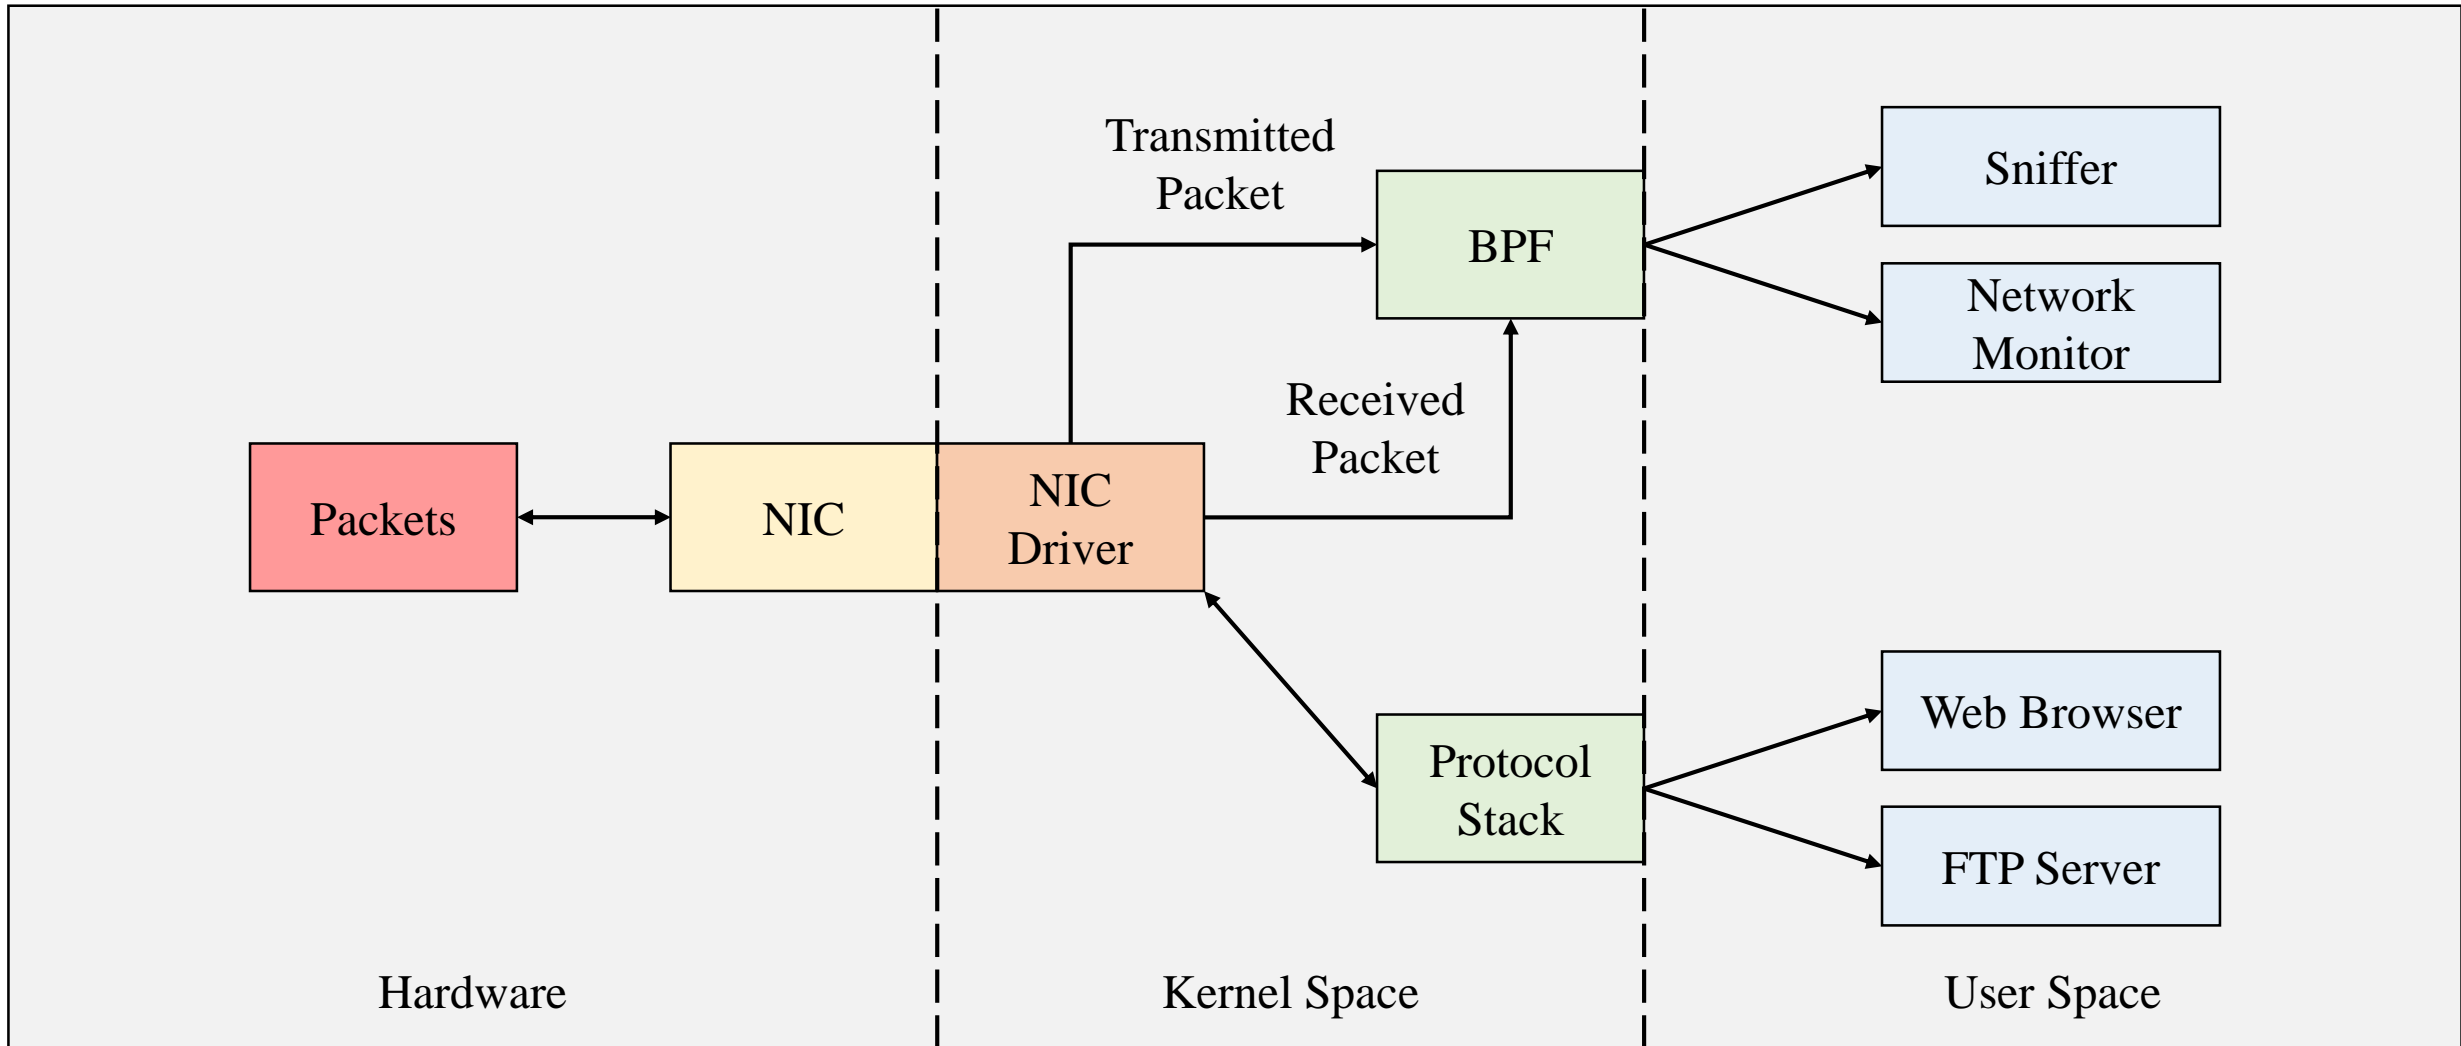 Transmitted
Packet
BPF
Sniffer
Network
Monitor
Received
Packet
Packets
NIC
NIC
Driver
Protocol
Stack
Web Browser
FTP Server
Hardware
Kernel Space
User Space